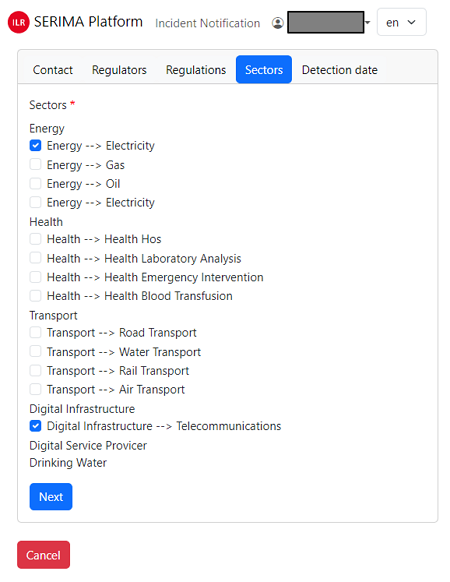 ILR SERIMA Platform Incident Notification en
Contact Regulators Regulations Sectors Detection date
Sectors *
Energy
Energy --> Electricity
Energy --> Gas
Energy --> Oil
Energy --> Electricity
Health
Health --> Health Hos
Health --> Health Laboratory Analysis
Health --> Health Emergency Intervention
Health --> Health Blood Transfusion
Transport
Transport --> Road Transport
Transport --> Water Transport
Transport --> Rail Transport
Transport --> Air Transport
Digital Infrastructure
Digital Infrastructure --> Telecommunications
Digital Service Provicer
Drinking Water
Next
Cancel